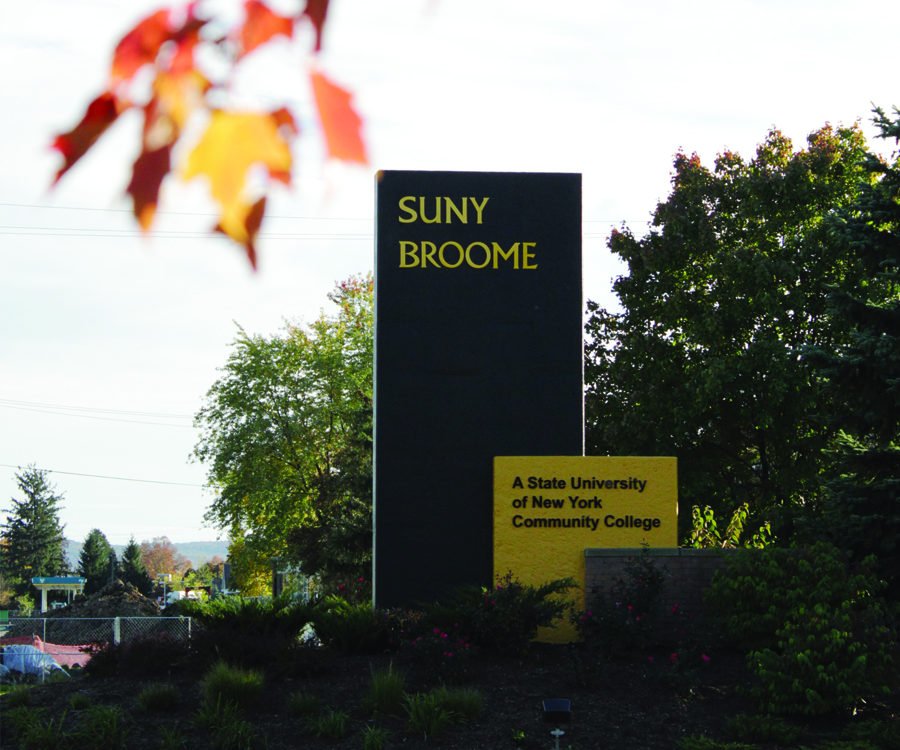 SUNY
BROOME
A State University
of New York
Community College